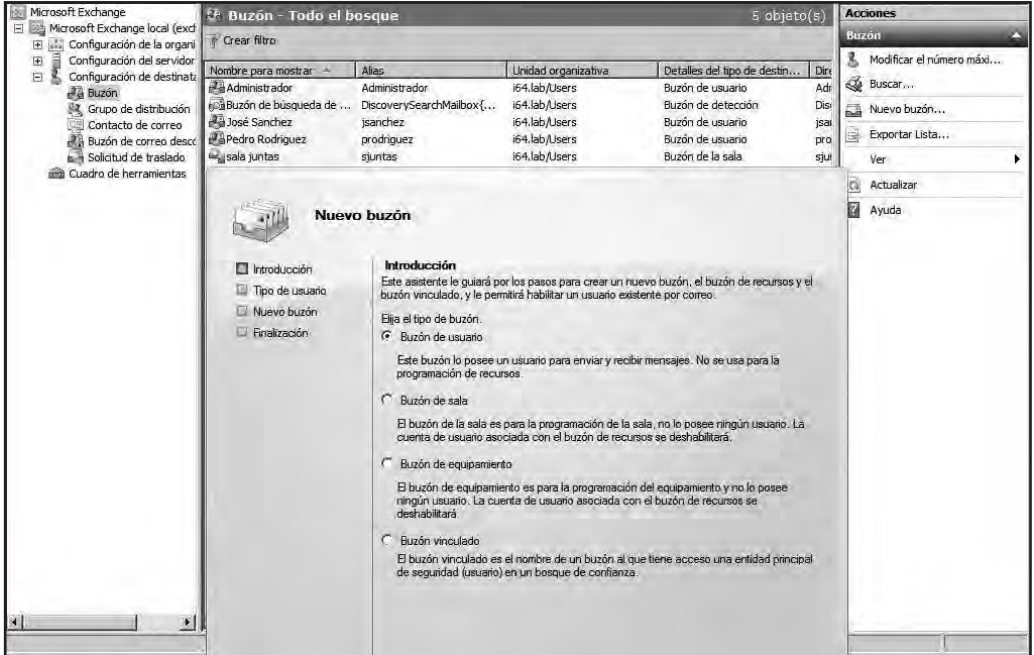 Microsoft Exchange
Microsoft Exchange local (excl
Configuración de la organi
Configuración del servidor
Configuración de destinata
Buzón
Grupo de distribución
Contacto de correo
Buzón de correo desco
Solicitud de traslado
Cuadro de herramientas
Buzón - Todo el bosque 5 objeto(s)
Crear filtro
Nombre para mostrar Alias Unidad organizativa Detalles del tipo de destin... Dire
Administrador Administrador i64.lab/Users Buzón de usuario Adr
Buzón de búsqueda de ... DiscoverySearchMailbox{... i64.lab/Users Buzón de detección Dis
José Sanchez jsanchez i64.lab/Users Buzón de usuario jsa
Pedro Rodriguez prodriguez i64.lab/Users Buzón de usuario pro
sala juntas sjuntas i64.lab/Users Buzón de la sala sju
Nuevo buzón
Introducción
Tipo de usuario
Nuevo buzón
Finalización
Introducción
Este asistente le guiará por los pasos para crear un nuevo buzón, el buzón de recursos y el
buzón vinculado, y le permitirá habilitar un usuario existente por correo.
Elija el tipo de buzón.
Buzón de usuario
Este buzón lo posee un usuario para enviar y recibir mensajes. No se usa para la
programación de recursos.
Buzón de sala
El buzón de la sala es para la programación de la sala, no lo posee ningún usuario. La
cuenta de usuario asociada con el buzón de recursos se deshabilitará.
Buzón de equipamiento
El buzón de equipamiento es para la programación del equipamiento y no lo posee
ningún usuario. La cuenta de usuario asociada con el buzón de recursos se
deshabilitará.
Buzón vinculado
El buzón vinculado es el nombre de un buzón al que tiene acceso una entidad principal
de seguridad (usuario) en un bosque de confianza.
Acciones
Buzón
Modificar el número máxi...
Buscar...
Nuevo buzón...
Exportar Lista...
Ver
Actualizar
Ayuda